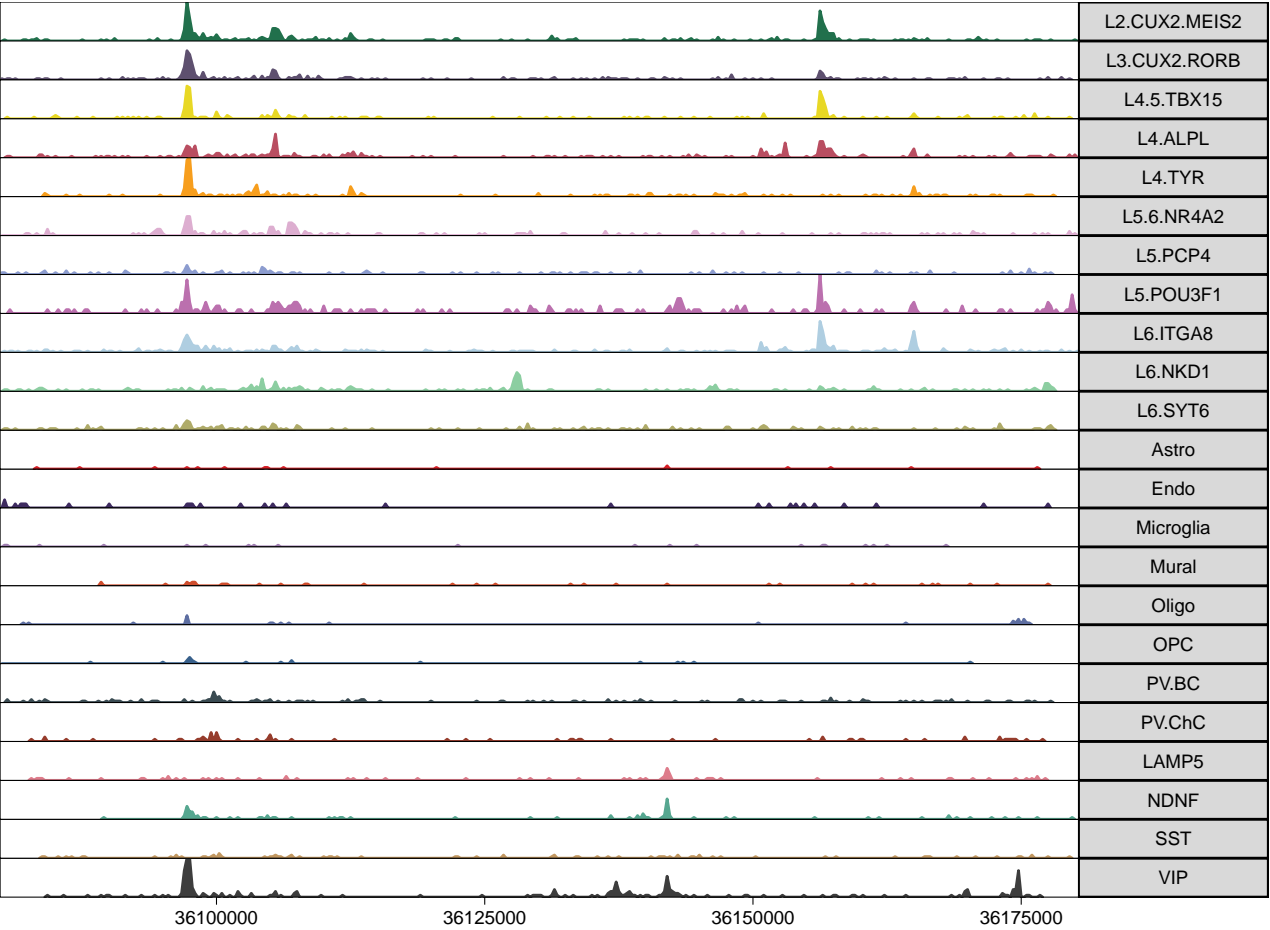 L2.CUX2.MEIS2
L3.CUX2.RORB
L4.5.TBX15
L4.ALPL
L4.TYR
L5.6.NR4A2
L5.PCP4
L5.POU3F1
L6.ITGA8
L6.NKD1
L6.SYT6
Astro
Endo
Microglia
Mural
Oligo
OPC
PV.BC
PV.ChC
LAMP5
NDNF
SST
VIP
36100000 36125000 36150000 36175000